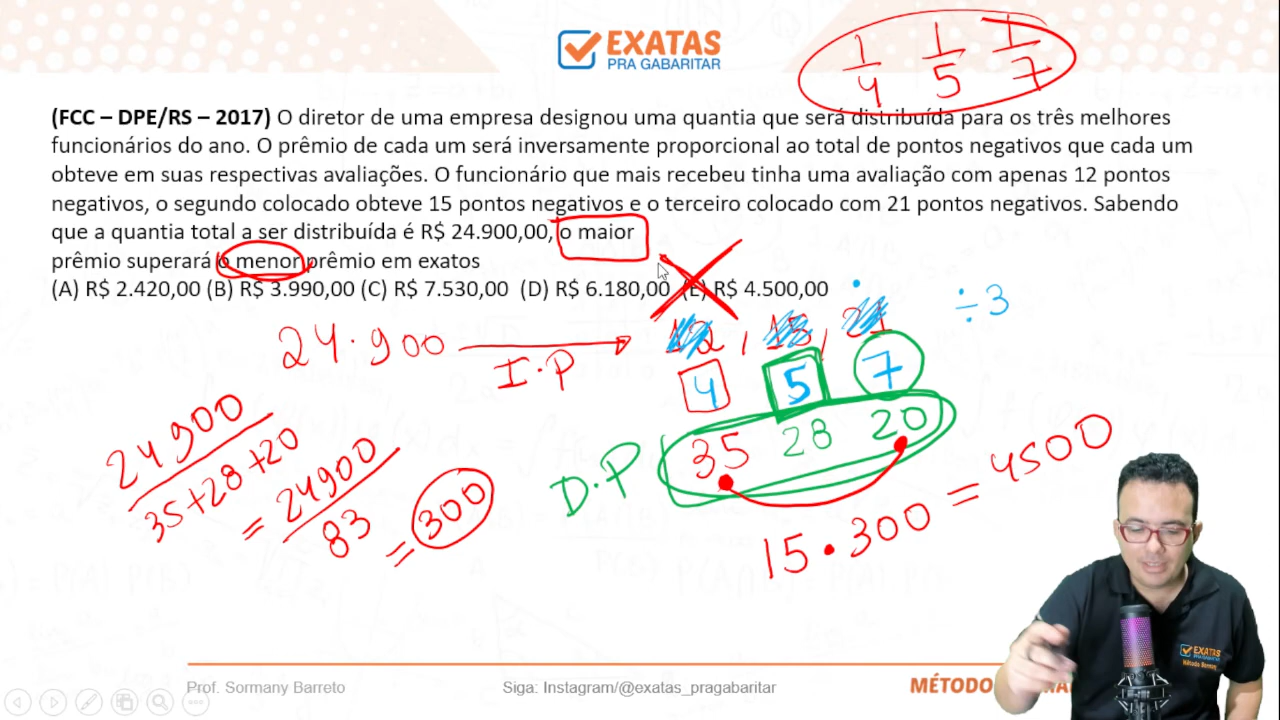 EXATAS
PRA GABARITAR
1/4 1/5 1/7
(FCC – DPE/RS – 2017) O diretor de uma empresa designou uma quantia que será distribuída para os três melhores
funcionários do ano. O prêmio de cada um será inversamente proporcional ao total de pontos negativos que cada um
obteve em suas respectivas avaliações. O funcionário que mais recebeu tinha uma avaliação com apenas 12 pontos
negativos, o segundo colocado obteve 15 pontos negativos e o terceiro colocado com 21 pontos negativos. Sabendo
que a quantia total a ser distribuída é R$ 24.900,00, o maior
prêmio superará o menor prêmio em exatos
(A) R$ 2.420,00 (B) R$ 3.990,00 (C) R$ 7.530,00 (D) R$ 6.180,00 (E) R$ 4.500,00
24.900 I.P 12, 15, 21 ÷3
4 5 7
D.P 35 28 20
24900
35+28+20
= 24900
83
= 300
15.300 = 4500
EXATAS
PRA GABARITAR
Prof. Sormany Barreto
Siga: Instagram/@exatas_pragabaritar
MÉTODO